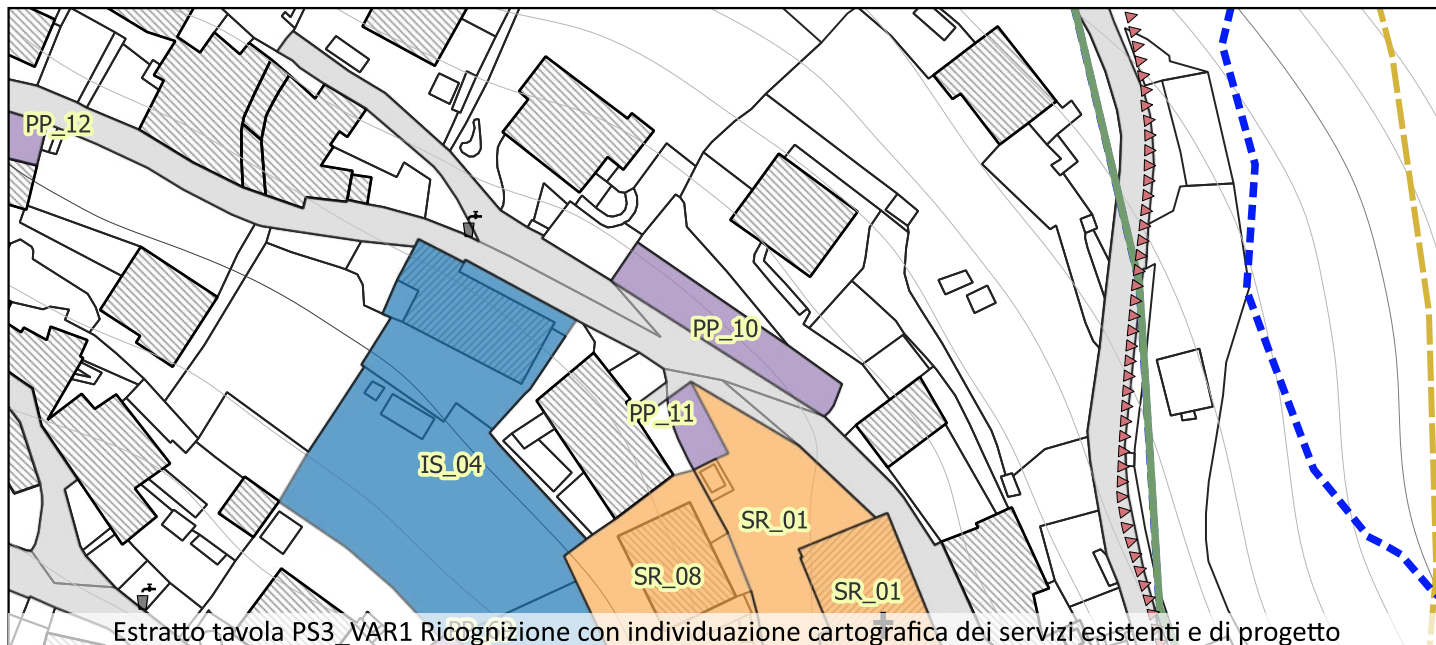 PP_12
PP_10
PP_11
IS_04
SR_01
SR_08
SR_01
Estratto tavola PS3_VAR1 Ricognizione con individuazione cartografica dei servizi esistenti e di progetto